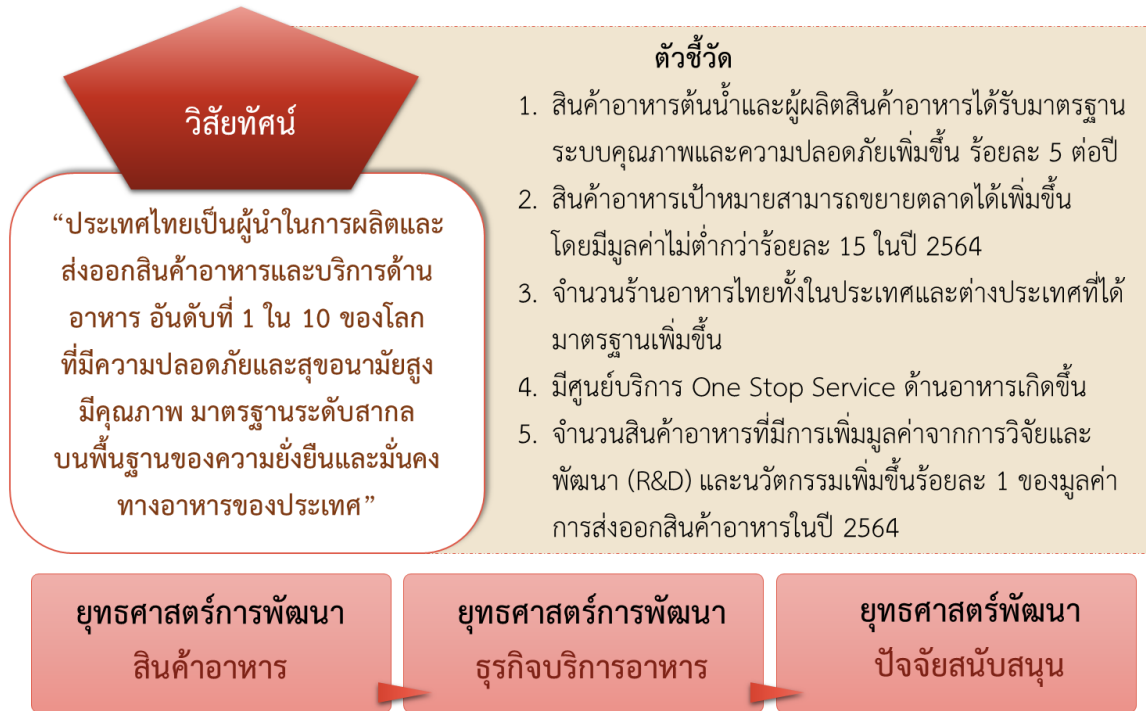 วิสัยทัศน์
“ประเทศไทยเป็นผู้นำในการผลิตและ
ส่งออกสินค้าอาหารและบริการด้าน
อาหาร อันดับที่ 1 ใน 10 ของโลก
ที่มีความปลอดภัยและสุขอนามัยสูง
มีคุณภาพ มาตรฐานระดับสากล
บนพื้นฐานของความยั่งยืนและมั่นคง
ทางอาหารของประเทศ”
ตัวชี้วัด
1. สินค้าอาหารต้นน้ำและผู้ผลิตสินค้าอาหารได้รับมาตรฐาน
ระบบคุณภาพและความปลอดภัยเพิ่มขึ้น ร้อยละ 5 ต่อปี
2. สินค้าอาหารเป้าหมายสามารถขยายตลาดได้เพิ่มขึ้น
โดยมีมูลค่าไม่ต่ำกว่าร้อยละ 15 ในปี 2564
3. จำนวนร้านอาหารไทยทั้งในประเทศและต่างประเทศที่ได้
มาตรฐานเพิ่มขึ้น
4. มีศูนย์บริการ One Stop Service ด้านอาหารเกิดขึ้น
5. จำนวนสินค้าอาหารที่มีการเพิ่มมูลค่าจากการวิจัยและ
พัฒนา (R&D) และนวัตกรรมเพิ่มขึ้นร้อยละ 1 ของมูลค่า
การส่งออกสินค้าอาหารในปี 2564
ยุทธศาสตร์การพัฒนา
สินค้าอาหาร
ยุทธศาสตร์การพัฒนา
ธุรกิจบริการอาหาร
ยุทธศาสตร์พัฒนา
ปัจจัยสนับสนุน